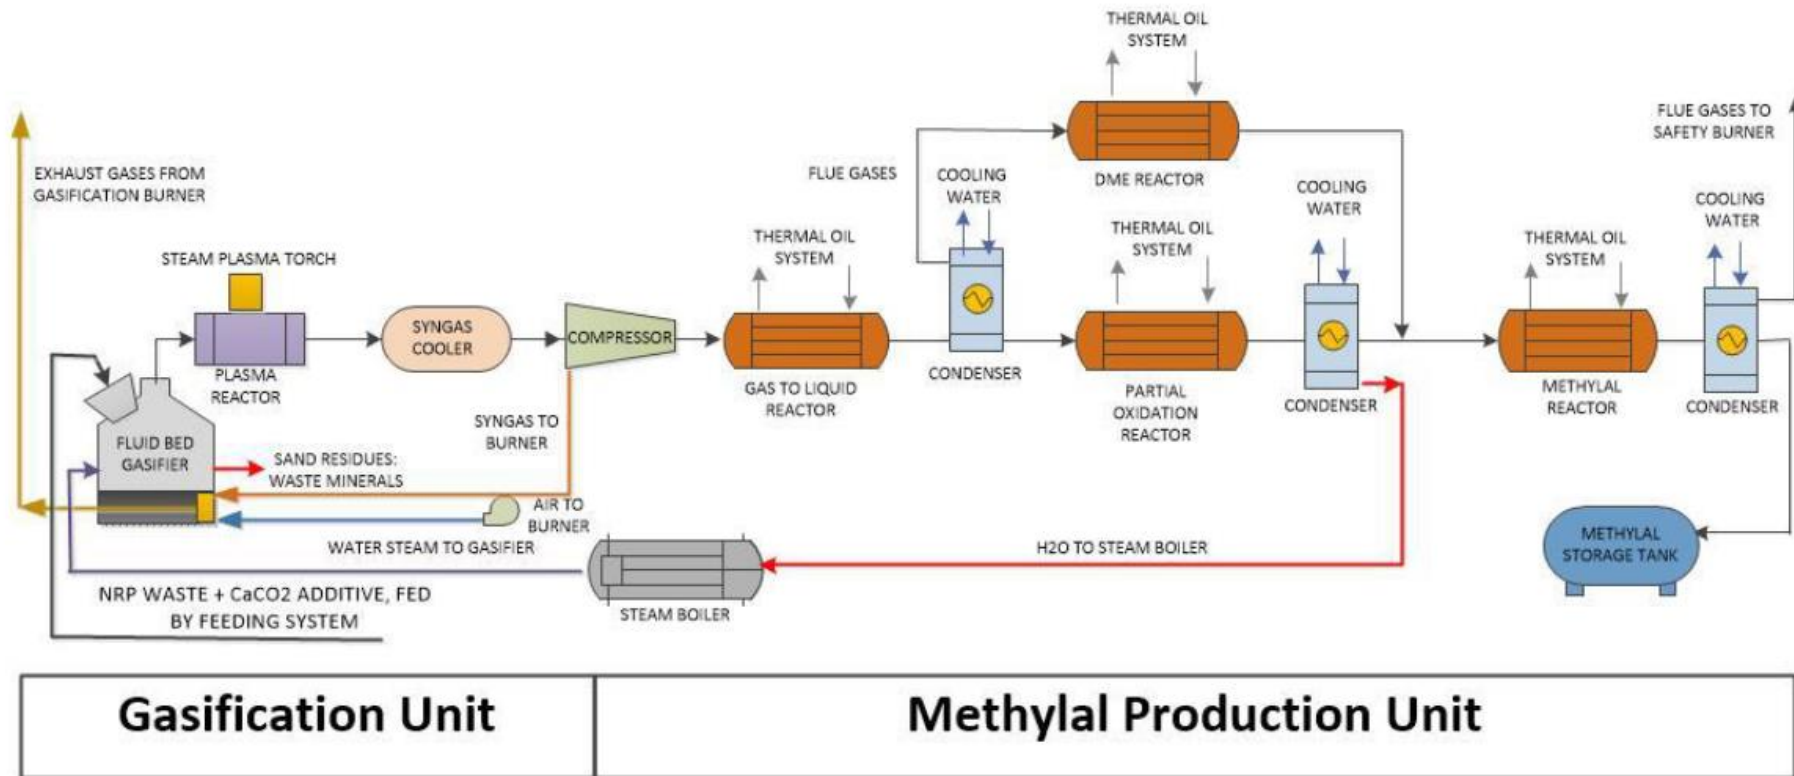 THERMAL OIL
SYSTEM
FLUE GASES TO
SAFETY BURNER
EXHAUST GASES FROM
GASIFICATION BURNER
FLUE GASES
COOLING
WATER
DME REACTOR
COOLING
WATER
COOLING
WATER
STEAM PLASMA TORCH
THERMAL OIL
SYSTEM
THERMAL OIL
SYSTEM
THERMAL OIL
SYSTEM
SYNGAS
COOLER
COMPRESSOR
PLASMA
REACTOR
GAS TO LIQUID
REACTOR
CONDENSER
PARTIAL
OXIDATION
REACTOR
CONDENSER
METHYLAL
REACTOR
CONDENSER
SYNGAS TO
BURNER
FLUID BED
GASIFIER
SAND RESIDUES:
WASTE MINERALS
AIR TO
BURNER
WATER STEAM TO GASIFIER
H2O TO STEAM BOILER
METHYLAL
STORAGE TANK
NRP WASTE + CaCO2 ADDITIVE, FED
BY FEEDING SYSTEM
STEAM BOILER
Gasification Unit
Methylal Production Unit